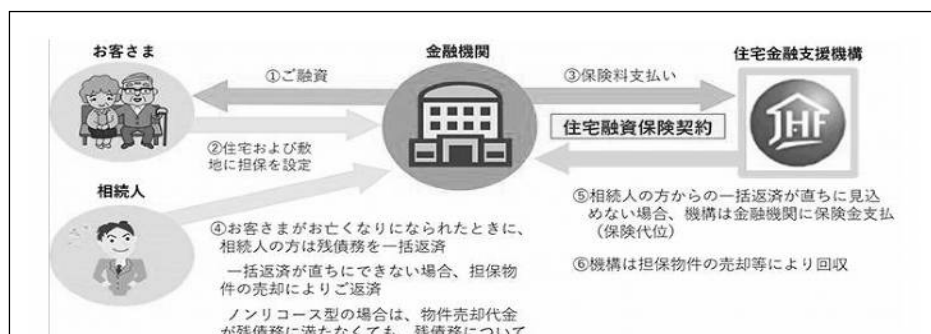 お客さま
金融機関
住宅金融支援機構
①ご融資
③保険料支払い
住宅融資保険契約
JHF
②住宅および敷
地に担保を設定
相続人
④お客さまがお亡くなりになられたときに、
相続人の方は残債務を一括返済
一括返済が直ちにできない場合、担保物
件の売却によりご返済
ノンリコース型の場合は、物件売却代金
が残債務に満たなくても、残債務について
⑤相続人の方からの一括返済が直ちに見込
めない場合、機構は金融機関に保険金支払
（保険代位）
⑥機構は担保物件の売却等により回収